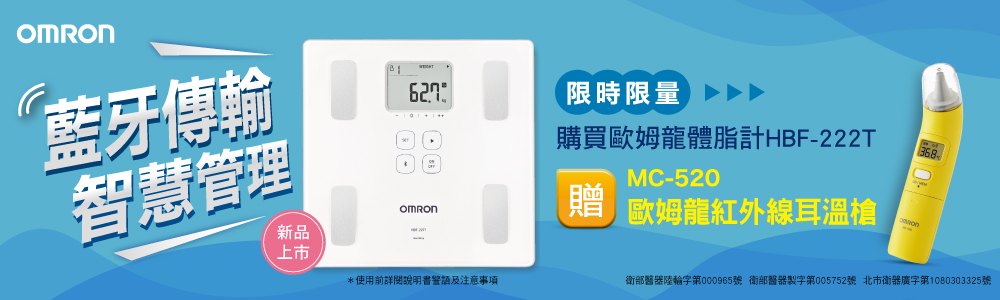 OMRON
藍牙傳輸
智慧管理
新品
上市
WEIGHT
1
62.7
kg
SET
ON
OFF
OMRON
HBF-222T
*使用前詳閱說明書警語及注意事項
限時限量
購買歐姆龍體脂計HBF-222T
贈
MC-520
歐姆龍紅外線耳溫槍
36.8
OMRON
衛部醫器陸輸字第000965號 衛部醫器製字第005752號 北市衛器廣字第1080303325號